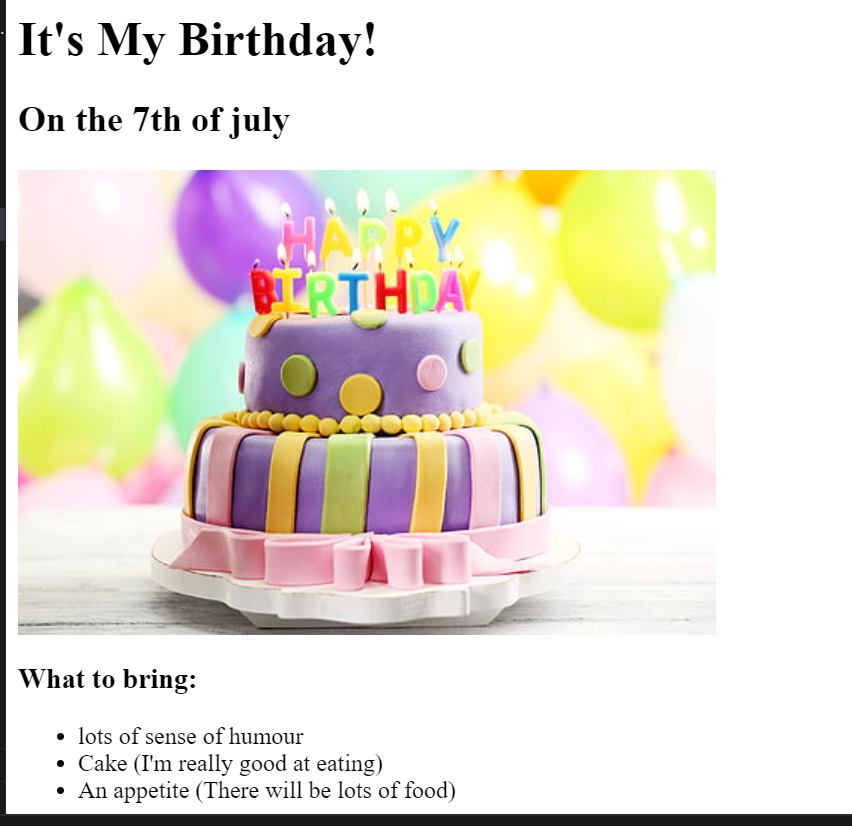 It's My Birthday!
On the 7th of july
HAPPY
BIRTHDAY
What to bring:
lots of sense of humour
Cake (I'm really good at eating)
An appetite (There will be lots of food)